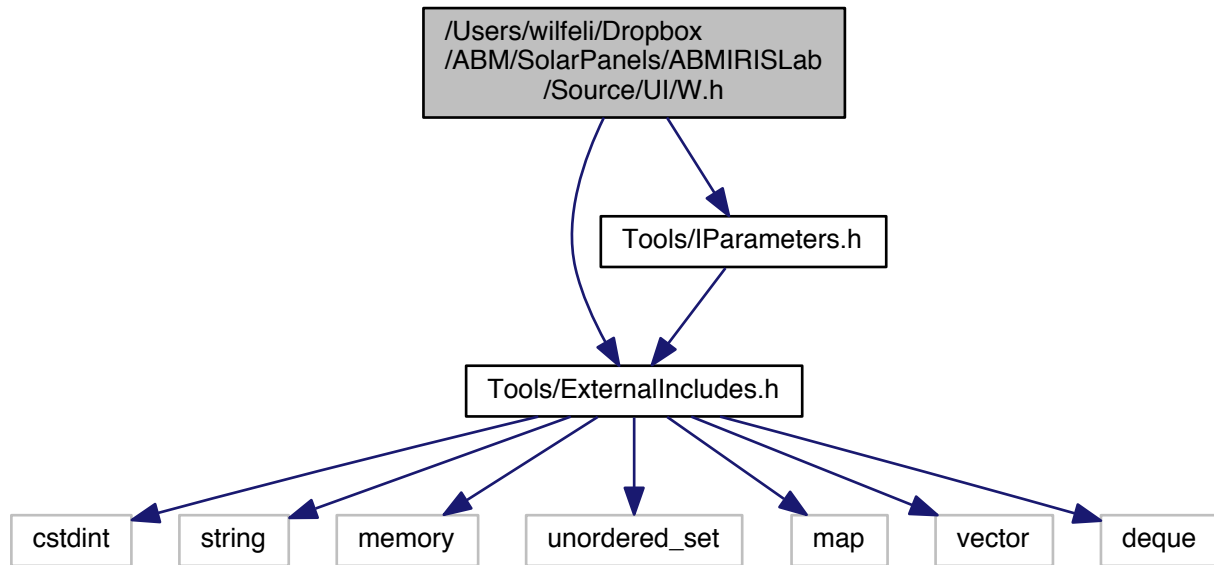 /Users/wilfeli/Dropbox
/ABM/SolarPanels/ABMIRISLab
/Source/UI/W.h
Tools/IParameters.h
Tools/ExternalIncludes.h
cstdint
string
memory
unordered_set
map
vector
deque